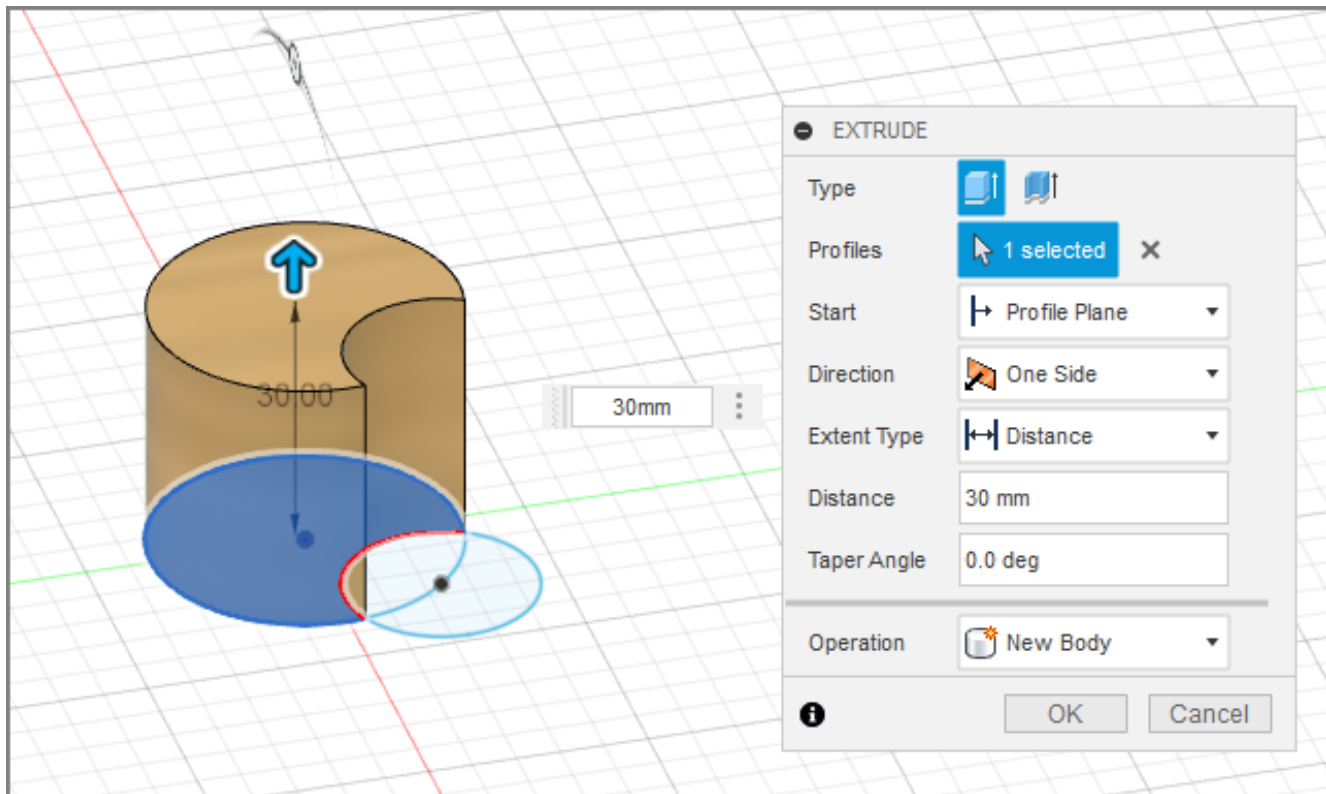 EXTRUDE
Type
Profiles 1 selected
Start Profile Plane
Direction One Side
30.00
30mm
Extent Type Distance
Distance 30 mm
Taper Angle 0.0 deg
Operation New Body
OK Cancel